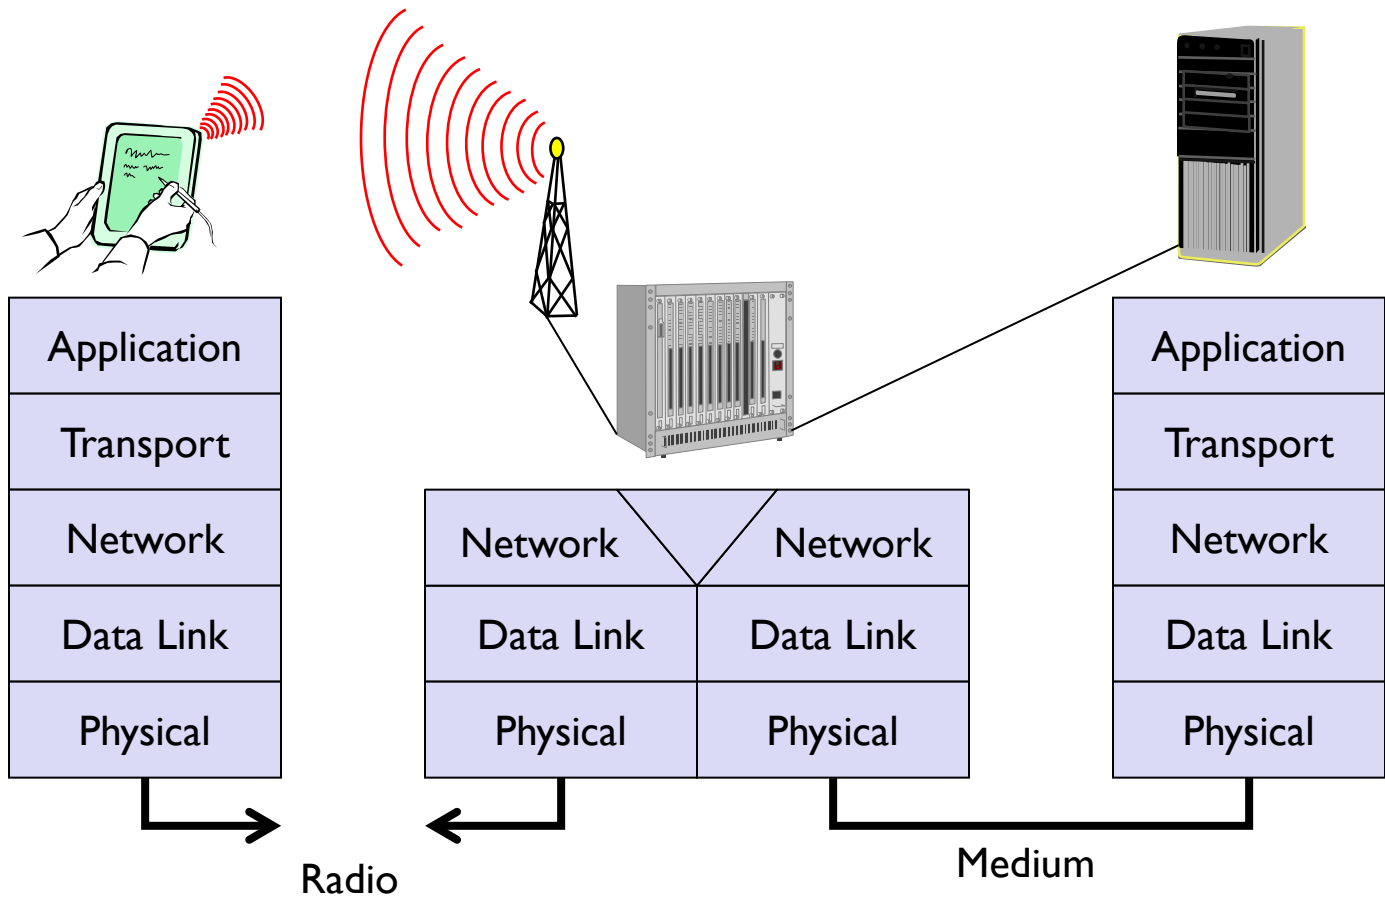 Application
Transport
Network
Data Link
Physical
Network Network
Data Link Data Link
Physical Physical
Application
Transport
Network
Data Link
Physical
Radio
Medium